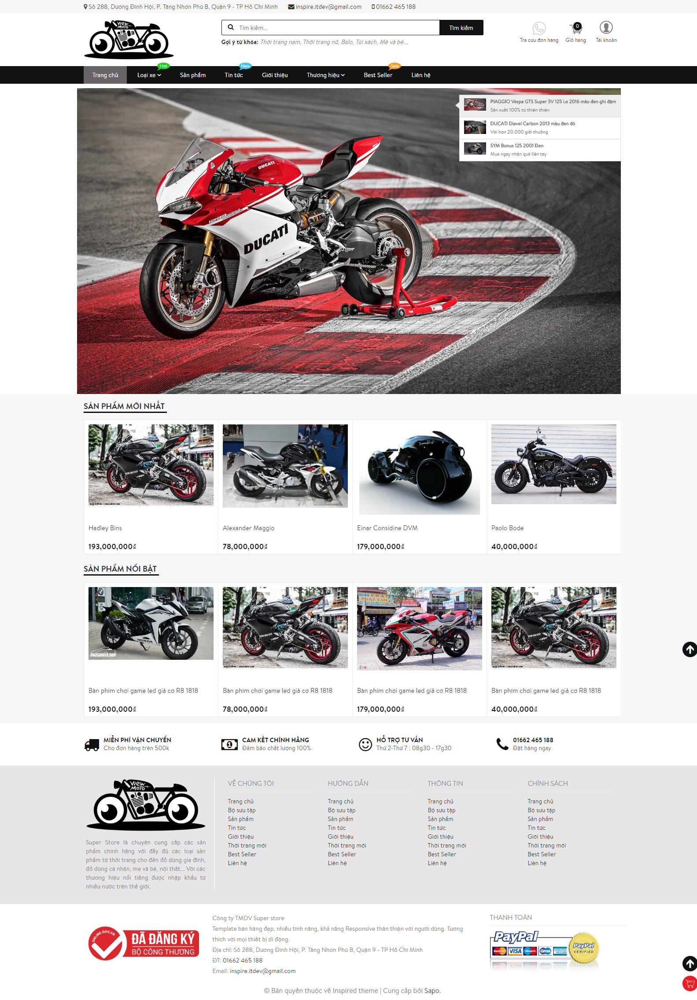 Số 288, Dương Đình Hội, P. Tăng Nhơn Phú B, Quận 9 - TP Hồ Chí Minh inspire.itdev@gmail.com 01662 465 188
VIEW MOTO
Tìm kiếm...
Tìm kiếm
Gợi ý từ khóa: Thời trang nam, Thời trang nữ, Balo, Túi xách, Mẹ và bé...
Tra cứu đơn hàng
0
Giỏ hàng
Tài khoản
Hot
New
Sale
Trang chủ Loại xe Sản phẩm Tin tức Giới thiệu Thương hiệu Best Seller Liên hệ
PIAGGIO Vespa GTS Super 3V 125 i.e 2016 màu đen ghi đậm
Sản xuất 100% từ thiên thiên
DUCATI Diavel Carbon 2013 màu đen đỏ
Với hơn 20.000 giải thưởng
SYM Bonus 125 2001 Đen
Mua ngay nhận quà liền tay
DUCATI
1299
DUCATI
SẢN PHẨM MỚI NHẤT
Hadley Bins
193,000,000₫
Alexander Maggio
78,000,000₫
Einar Considine DVM
179,000,000₫
Paolo Bode
40,000,000₫
SẢN PHẨM NỔI BẬT
HONDA
muasamxe.com
QUÁN CHAY
PHÁT TÂM
Bàn phím chơi game led giả cơ R8 1818
193,000,000₫
Bàn phím chơi game led giả cơ R8 1818
78,000,000₫
Bàn phím chơi game led giả cơ R8 1818
179,000,000₫
Bàn phím chơi game led giả cơ R8 1818
40,000,000₫
MIỄN PHÍ VẬN CHUYỂN
Cho đơn hàng trên 500k
CAM KẾT CHÍNH HÃNG
Đảm bảo chất lượng 100%
HỖ TRỢ TƯ VẤN
Thứ 2-Thứ 7 : 08g30 - 17g30
01662 465 188
Đặt hàng ngay
VIEW MOTO
Super Store là chuyên cung cấp các sản
phẩm chính hãng với đầy đủ các loại sản
phẩm từ thời trang cho đến đồ dùng gia đình,
đồ dùng cá nhân, mẹ và bé, nội thất... Với các
thương hiệu nổi tiếng được nhập khẩu từ
nhiều nước trên thế giới.
VỀ CHÚNG TÔI
Trang chủ
Bộ sưu tập
Sản phẩm
Tin tức
Giới thiệu
Thời trang mới
Best Seller
Liên hệ
HƯỚNG DẪN
Trang chủ
Bộ sưu tập
Sản phẩm
Tin tức
Giới thiệu
Thời trang mới
Best Seller
Liên hệ
THÔNG TIN
Trang chủ
Bộ sưu tập
Sản phẩm
Tin tức
Giới thiệu
Thời trang mới
Best Seller
Liên hệ
CHÍNH SÁCH
Trang chủ
Bộ sưu tập
Sản phẩm
Tin tức
Giới thiệu
Thời trang mới
Best Seller
Liên hệ
ONLINE.GOV.VN
ĐÃ ĐĂNG KÝ
BỘ CÔNG THƯƠNG
Công ty TMDV Super store
Template bán hàng đẹp, nhiều tính năng, khả năng Responsive thân thiện với người dùng. Tương
thích với mọi thiết bị di động.
Địa chỉ: Số 288, Dương Đình Hội, P. Tăng Nhơn Phú B, Quận 9 - TP Hồ Chí Minh
ĐT: 01662 465 188
Email: inspire.itdev@gmail.com
THANH TOÁN
PayPal
MasterCard VISA Maestro Cirrus
PayPal
VERIFIED
© Bản quyền thuộc về Inspired theme | Cung cấp bởi Sapo.